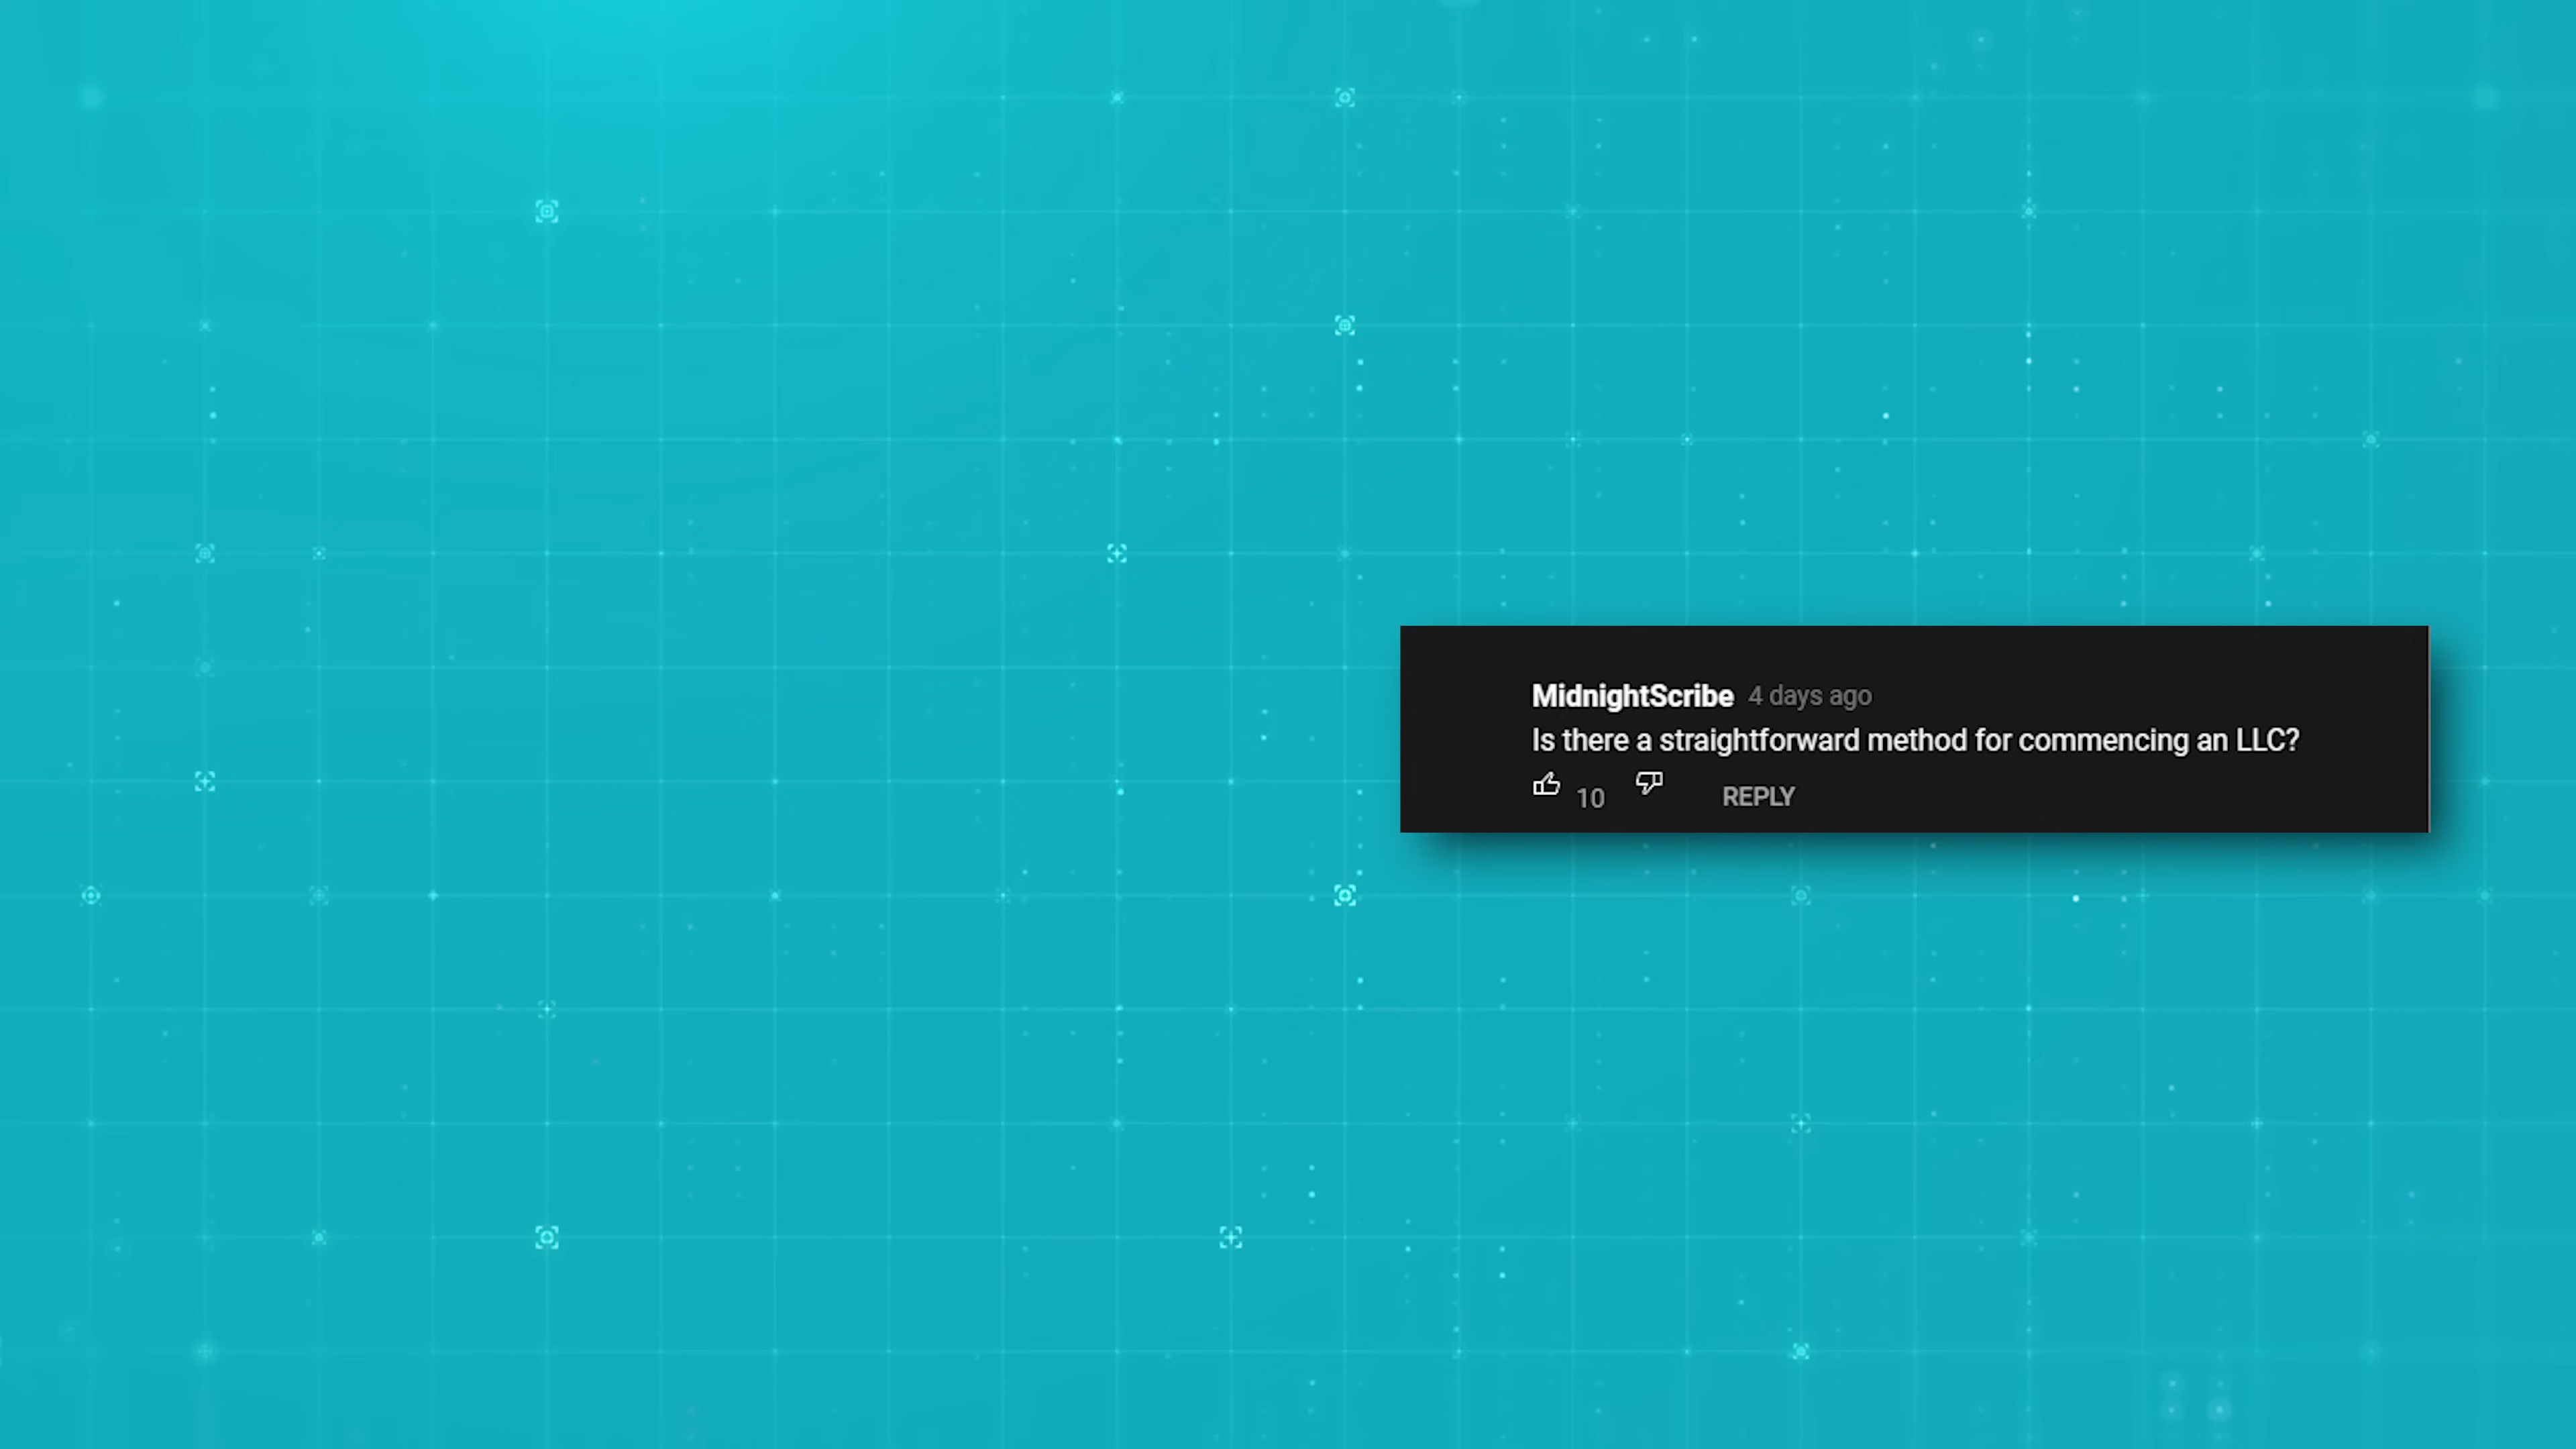 MidnightScribe 4 days ago
Is there a straightforward method for commencing an LLC?
10 REPLY